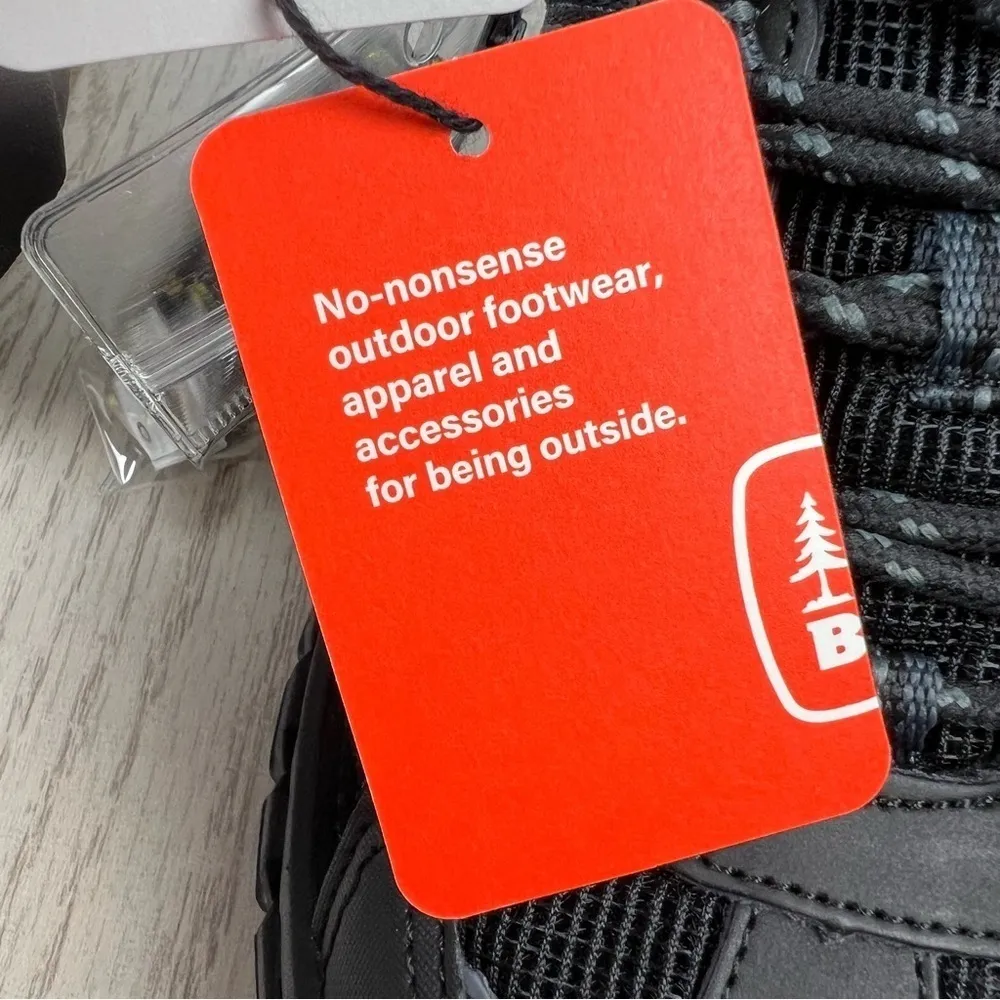 No-nonsense
outdoor footwear,
apparel and
accessories
for being outside.
B